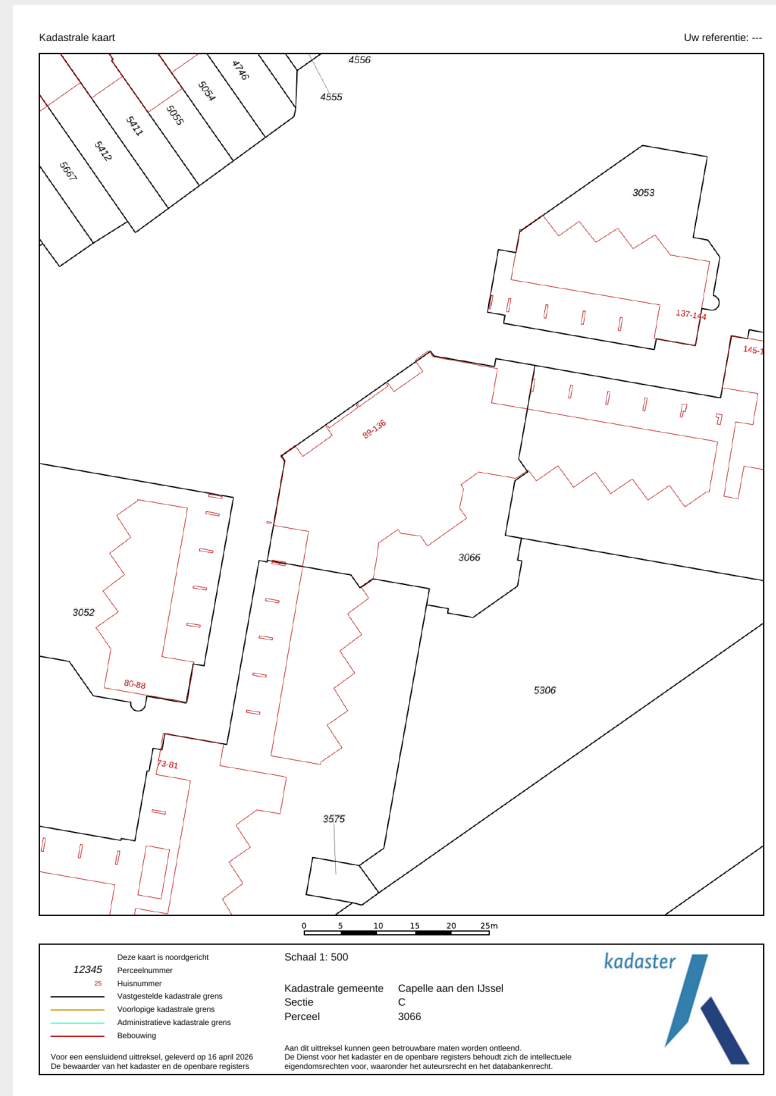 Kadastrale kaart
Uw referentie: ---
4556
4746
5054
4555
5055
5411
5412
5667
3053
137-144
89-136
3066
3052
80-88
5306
73-81
3575
0 5 10 15 20 25m
Deze kaart is noordgericht
12345 Perceelnummer
25 Huisnummer
Vastgestelde kadastrale grens
Voorlopige kadastrale grens
Administratieve kadastrale grens
Bebouwing
Voor een eensluidend uittreksel, geleverd op 16 april 2026
De bewaarder van het kadaster en de openbare registers
Schaal 1: 500
Kadastrale gemeente Capelle aan den IJssel
Sectie C
Perceel 3066
Aan dit uittreksel kunnen geen betrouwbare maten worden ontleend.
De Dienst voor het kadaster en de openbare registers behoudt zich de intellectuele
eigendomsrechten voor, waaronder het auteursrecht en het databankenrecht.
kadaster